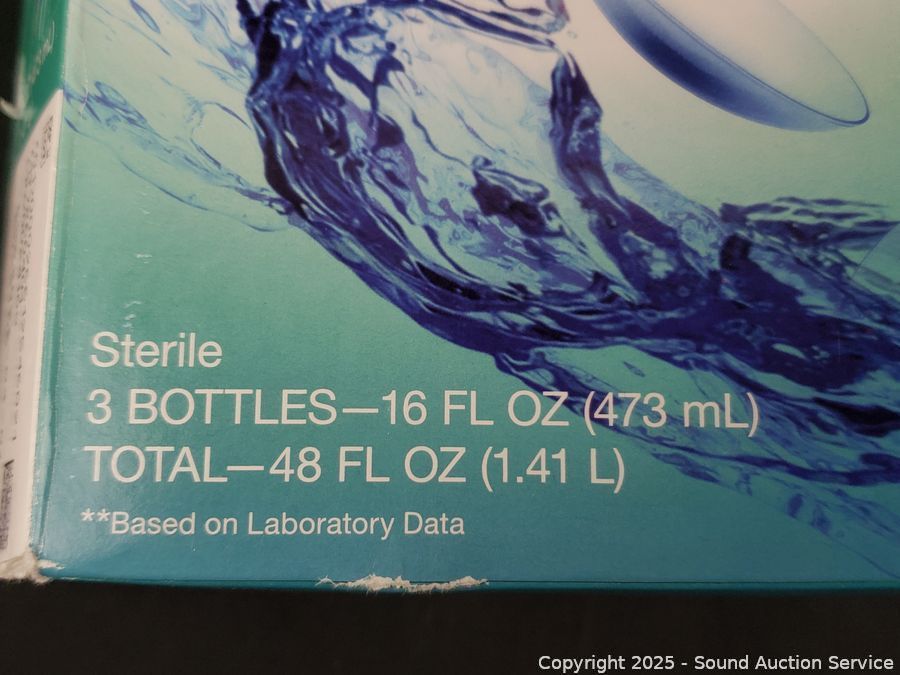 Sterile
3 BOTTLES—16 FL OZ (473 mL)
TOTAL—48 FL OZ (1.41 L)
**Based on Laboratory Data
Copyright 2025 - Sound Auction Service